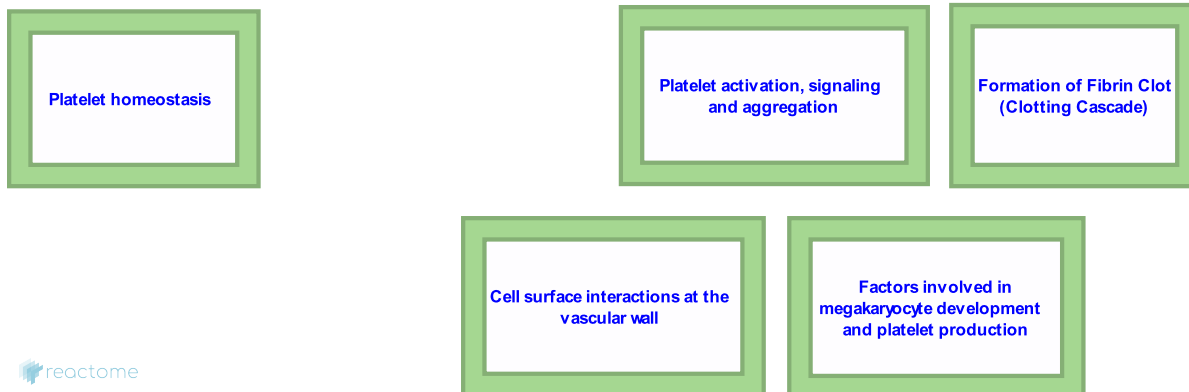 Platelet homeostasis
Platelet activation, signaling
and aggregation
Formation of Fibrin Clot
(Clotting Cascade)
Cell surface interactions at the
vascular wall
Factors involved in
megakaryocyte development
and platelet production
reactome